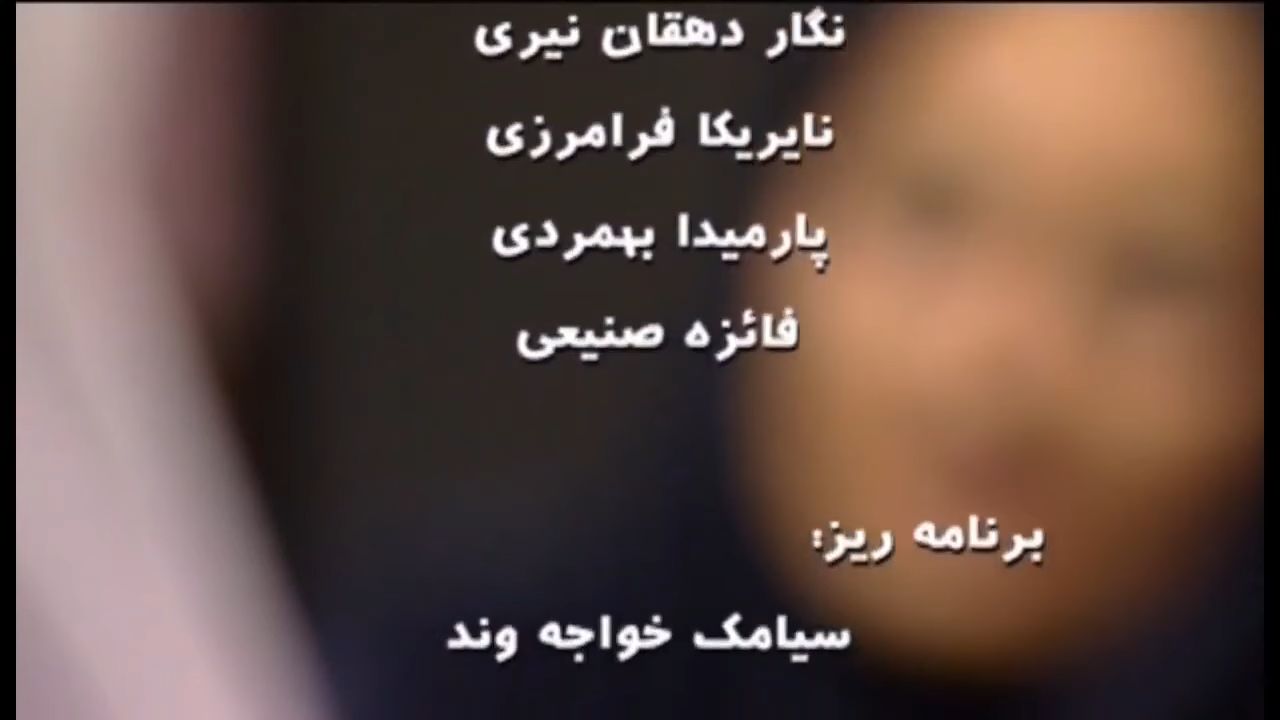 نگار دهقان نیری
نایریکا فرامرزی
پارمیدا بهمردی
فائزه صنیعی
برنامه ریز:
سیامک خواجه وند